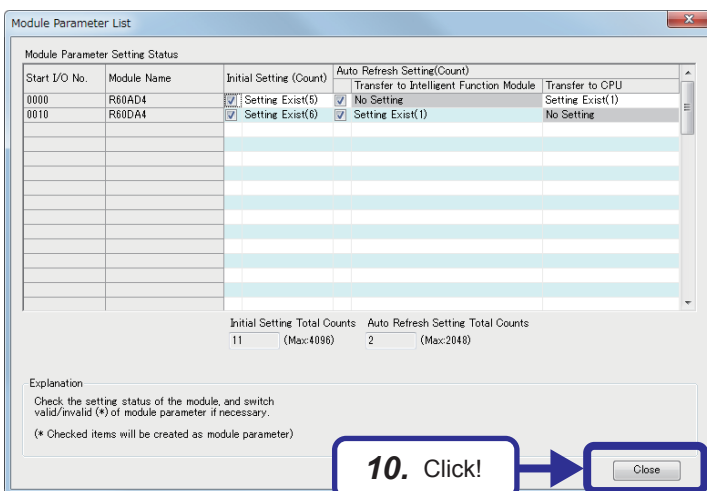 Module Parameter List
Module Parameter Setting Status
Start I/O No. Module Name Initial Setting (Count) Auto Refresh Setting(Count)
Transfer to Intelligent Function Module Transfer to CPU
0000 R60AD4 Setting Exist(5) No Setting Setting Exist(1)
0010 R60DA4 Setting Exist(6) Setting Exist(1) No Setting
Initial Setting Total Counts Auto Refresh Setting Total Counts
11 (Max:4096) 2 (Max:2048)
Explanation
Check the setting status of the module, and switch
valid/invalid (*) of module parameter if necessary.
(* Checked items will be created as module parameter)
10. Click!
Close